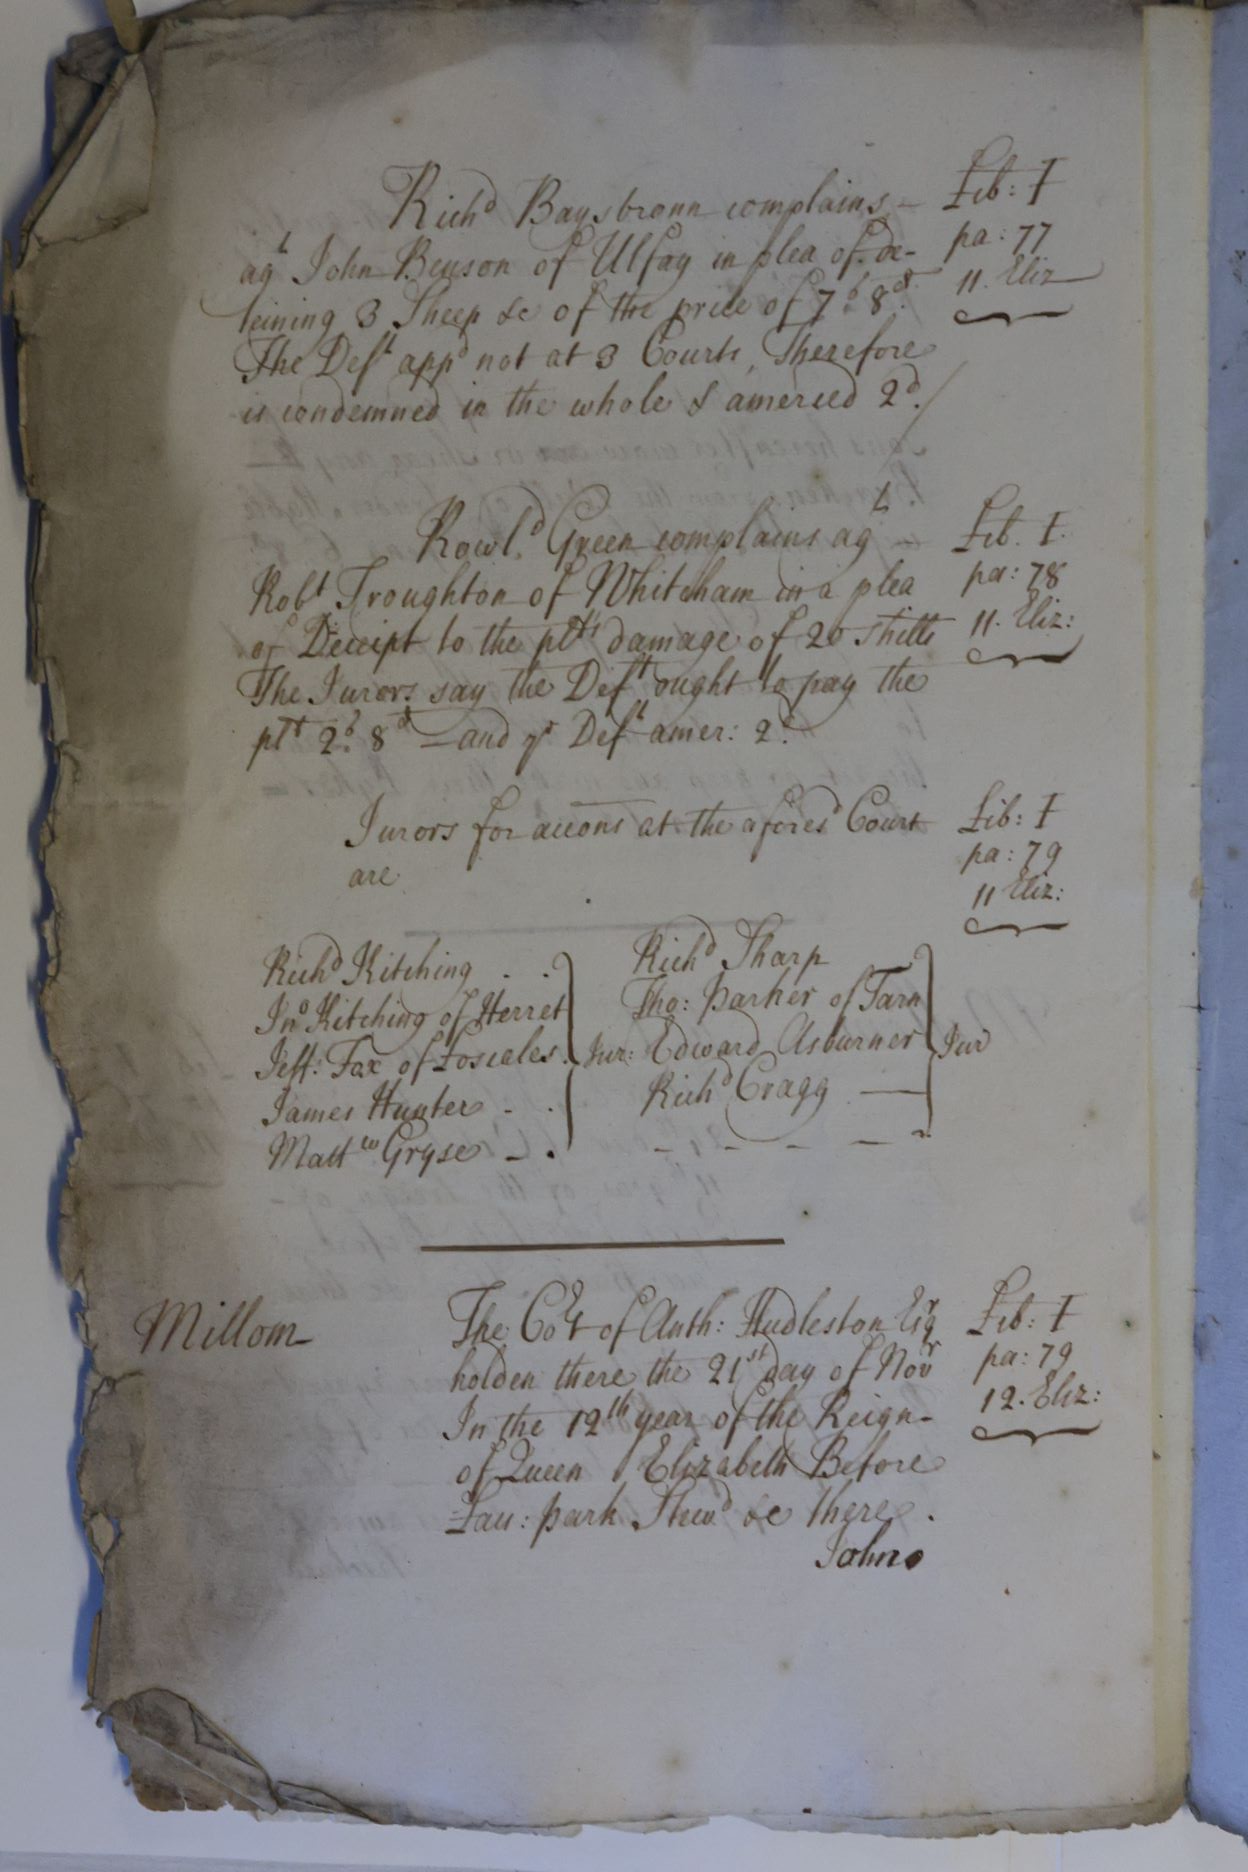 Richd Baysbronn complains – Lib: I
agt John Benson of Ulfay in plea of de- pa: 77
teining 3 Sheep &c of the price of 7s. 8d. 11. Eliz
The Deft appd not at 3 Courts, Therefore
is condemned in the whole & amerced 2d./
Rowld Green complains agt – Lib. I.
Robt Troughton of Whitcham in a plea pa: 78
of Deceipt to the plts damage of 20 shills 11. Eliz:
The Jurors say the Deft ought to pay the
plt 2s. 8d – and ye Deft amer: 2d.
Jurors for accons at the aforesd Court Lib: I
are pa: 79
11 Eliz:
Richd Kitching . . Richd Sharp
Jno Kitching of Herret Tho: Parker of Tarn
Jeff: Fax of Loscales. Jur: Edward Asburner Jur
James Hunter - . Richd Cragg —
Mattw Gryse – .
Millom The Cort of Anth: Hudleston Esqr Lib: I
holden there the 21st day of Novr pa: 79
In the 12th year of the Reign- 12. Eliz:
of Queen Elizabeth Before
Lau: Park Stewd &c there.
John